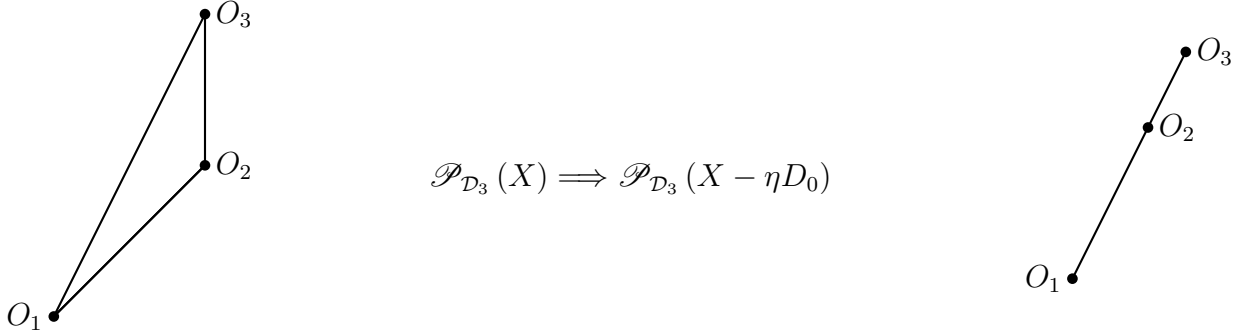 O₃
O₂
O₁
𝒫_{𝒟₃} (X) ⟹ 𝒫_{𝒟₃} (X − ηD₀)
O₃
O₂
O₁